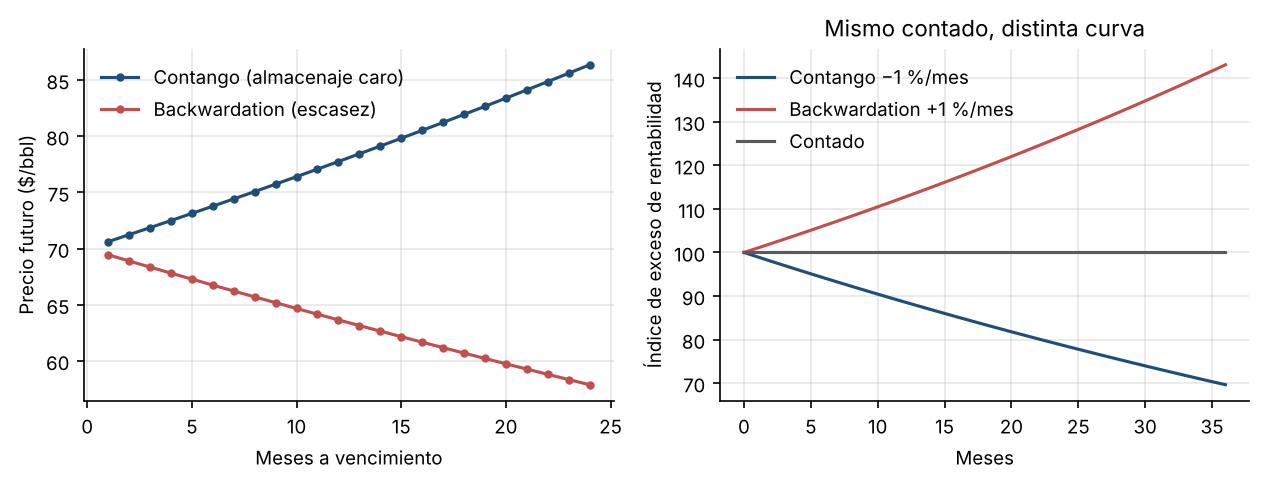 Precio futuro ($/bbl)
85
80
75
70
65
60
Contango (almacenaje caro)
Backwardation (escasez)
0
5
10
15
20
25
Meses a vencimiento
Mismo contado, distinta curva
Índice de exceso de rentabilidad
140
130
120
110
100
90
80
70
Contango −1 %/mes
Backwardation +1 %/mes
Contado
0
5
10
15
20
25
30
35
Meses